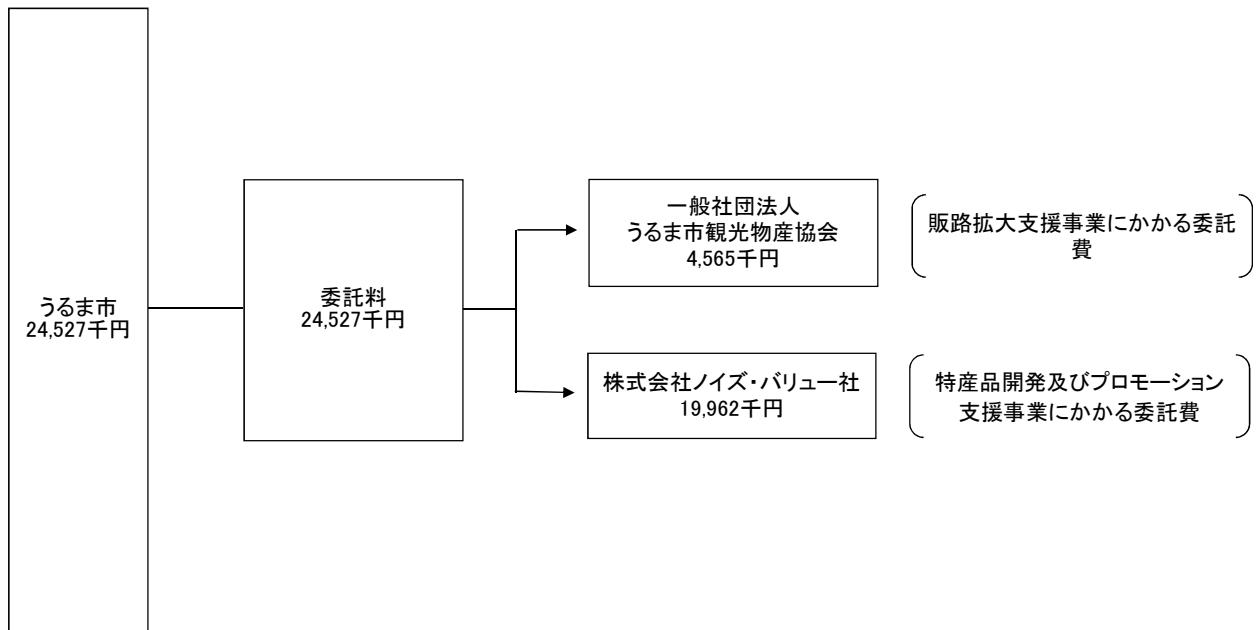 うるま市
24,527千円
委託料
24,527千円
一般社団法人
うるま市観光物産協会
4,565千円
販路拡大支援事業にかかる委託
費
株式会社ノイズ・バリュー社
19,962千円
特産品開発及びプロモーション
支援事業にかかる委託費